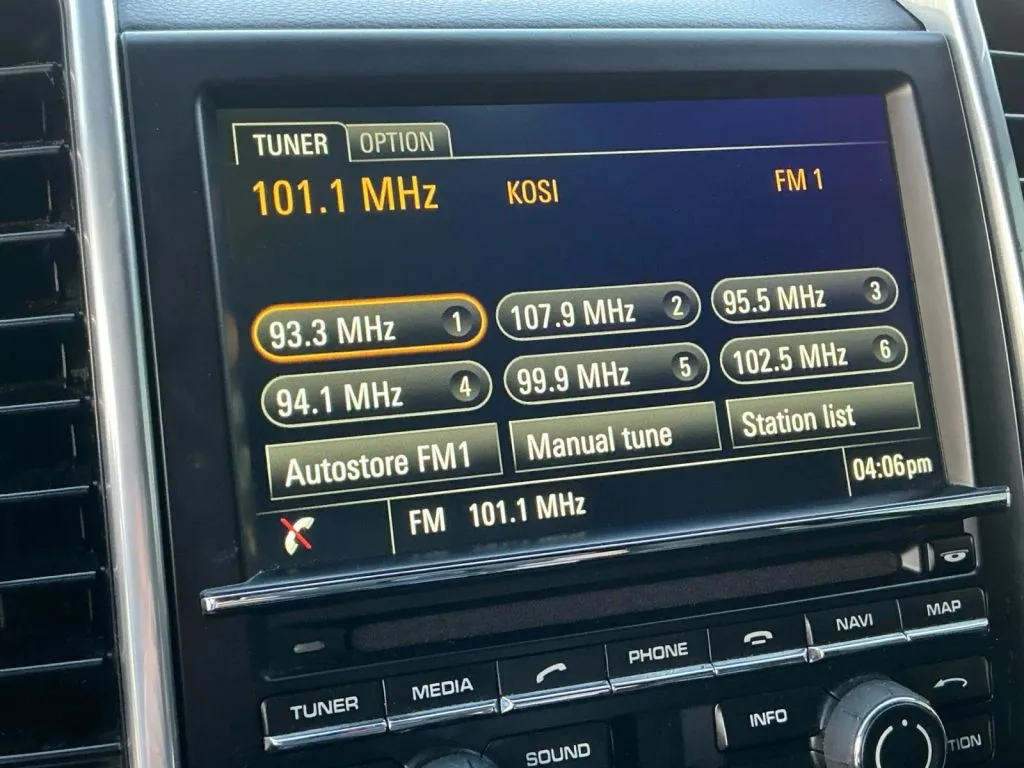 TUNER OPTION
101.1 MHz KOSI FM 1
93.3 MHz 1 107.9 MHz 2 95.5 MHz 3
94.1 MHz 4 99.9 MHz 5 102.5 MHz 6
Autostore FM1 Manual tune Station list
FM 101.1 MHz 04:06pm
TUNER MEDIA PHONE NAVI MAP
SOUND INFO TION